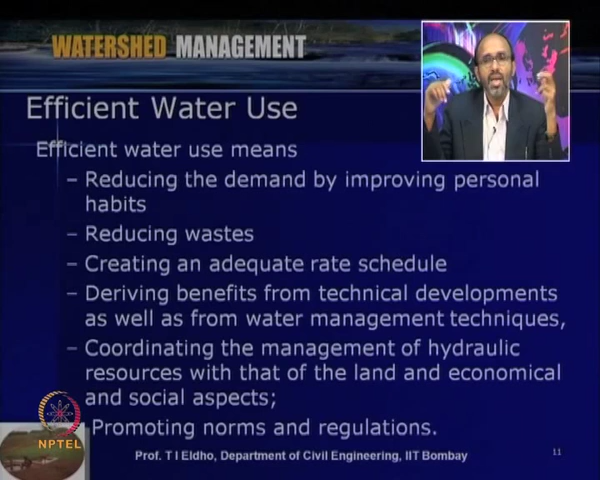 WATERSHED MANAGEMENT
Efficient Water Use
Efficient water use means
– Reducing the demand by improving personal
habits
– Reducing wastes
– Creating an adequate rate schedule
– Deriving benefits from technical developments
as well as from water management techniques,
– Coordinating the management of hydraulic
resources with that of the land and economical
and social aspects;
Promoting norms and regulations.
NPTEL
Prof. T I Eldho, Department of Civil Engineering, IIT Bombay
11